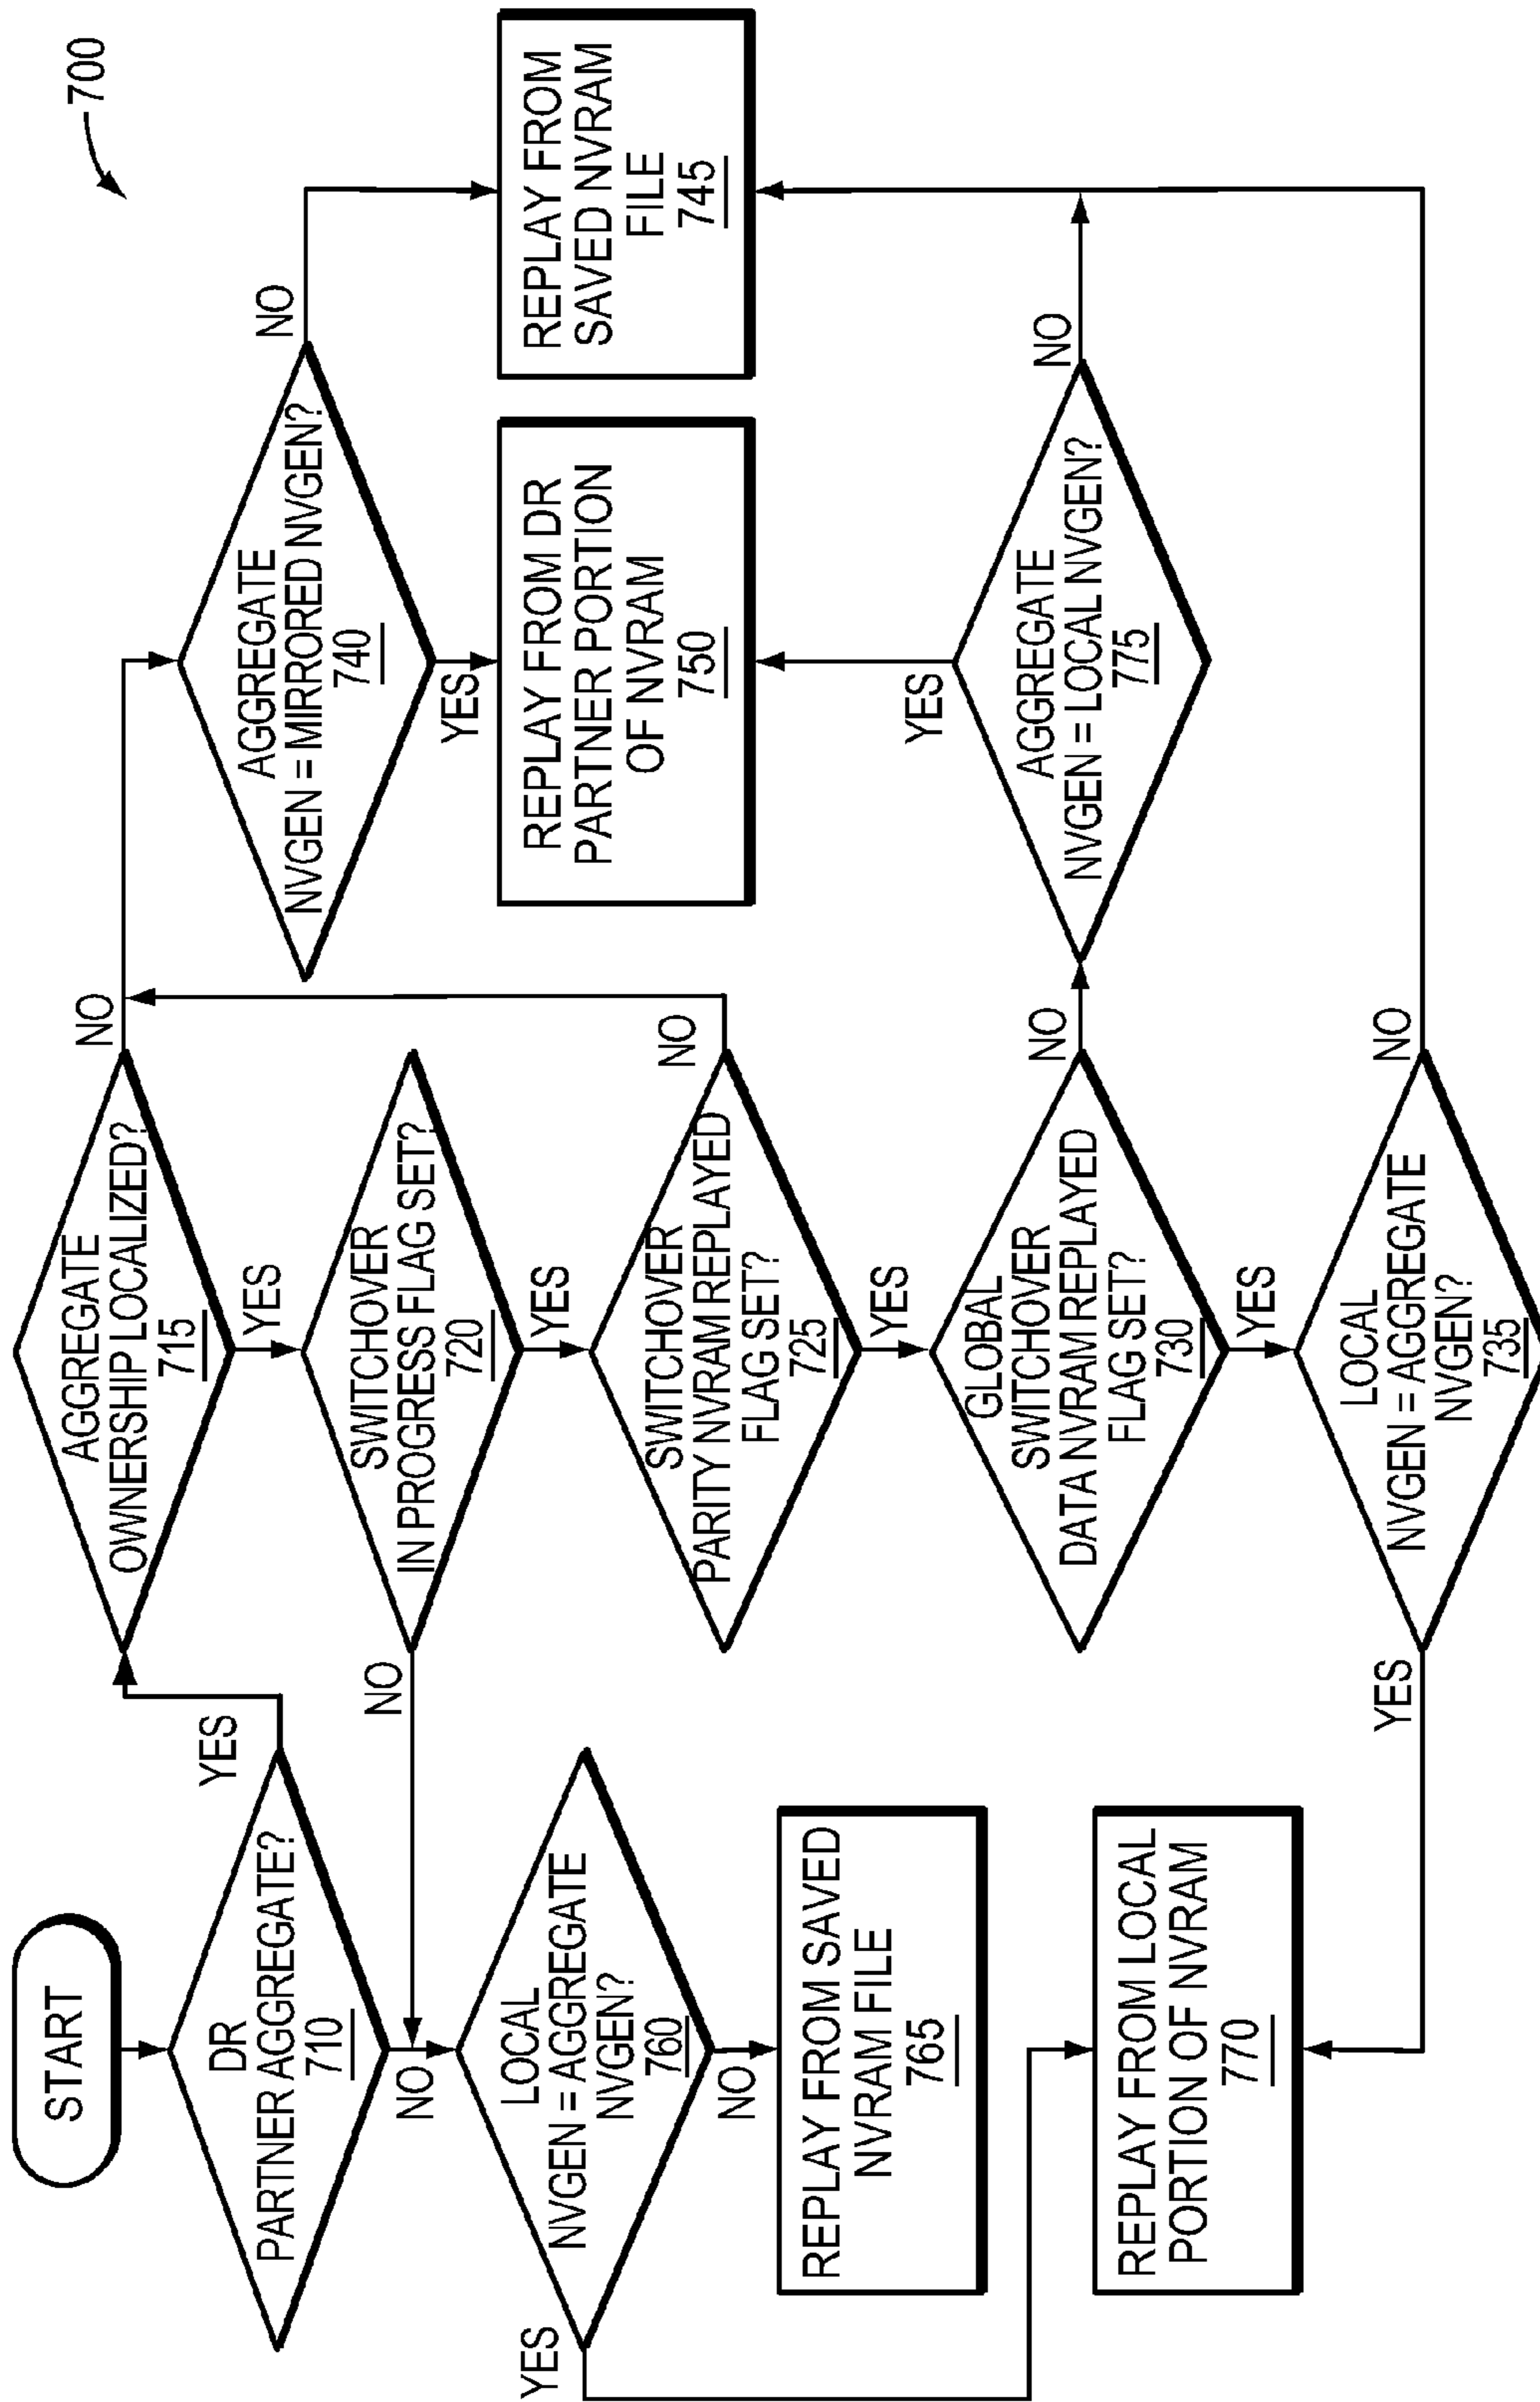 700
START
DR
PARTNER AGGREGATE?
710
YES
NO
AGGREGATE
OWNERSHIP LOCALIZED?
715
NO
YES
SWITCHOVER
IN PROGRESS FLAG SET?
720
NO
YES
SWITCHOVER
PARITY NVRAM REPLAYED
FLAG SET?
725
NO
YES
GLOBAL
SWITCHOVER
DATA NVRAM REPLAYED
FLAG SET?
730
NO
YES
LOCAL
NVGEN = AGGREGATE
NVGEN?
735
NO
YES
AGGREGATE
NVGEN = MIRRORED NVGEN?
740
NO
YES
REPLAY FROM
SAVED NVRAM
FILE
745
REPLAY FROM DR
PARTNER PORTION
OF NVRAM
750
AGGREGATE
NVGEN = LOCAL NVGEN?
775
NO
YES
LOCAL
NVGEN = AGGREGATE
NVGEN?
760
NO
YES
REPLAY FROM SAVED
NVRAM FILE
765
REPLAY FROM LOCAL
PORTION OF NVRAM
770